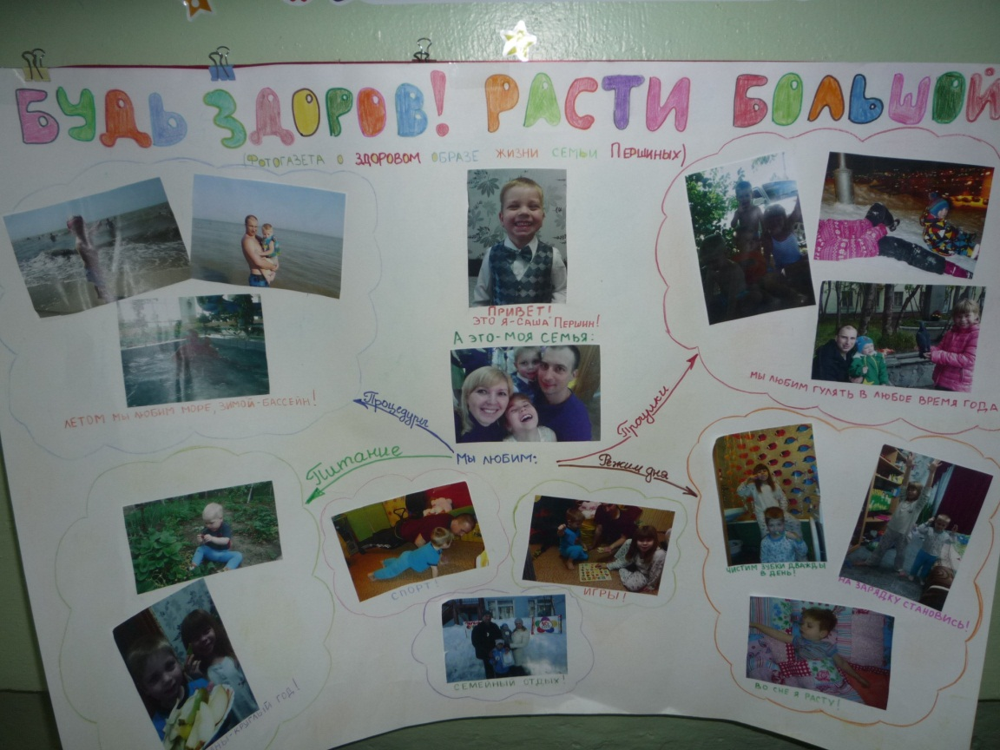 БУДЬ ЗДОРОВ! РАСТИ БОЛЬШОЙ
(ФОТОГАЗЕТА О ЗДОРОВОМ ОБРАЗЕ ЖИЗНИ СЕМЬИ ПЕРШИНЫХ)
ПРИВЕТ!
ЭТО Я-САША ПЕРШИН!
А ЭТО-МОЯ СЕМЬЯ:
ЛЕТОМ МЫ ЛЮБИМ МОРЕ, ЗИМОЙ-БАССЕЙН!
МЫ ЛЮБИМ ГУЛЯТЬ В ЛЮБОЕ ВРЕМЯ ГОДА
Процедуры
Прогулки
Питание
МЫ ЛЮБИМ:
Режим дня
СПОРТ!
ИГРЫ!
ЧИСТИМ ЗУБКИ ДВАЖДЫ
В ДЕНЬ!
НА ЗАРЯДКУ СТАНОВИСЬ!
СЕМЕЙНЫЙ ОТДЫХ!
ВО СНЕ Я РАСТУ!
КРУГЛЫЙ ГОД!